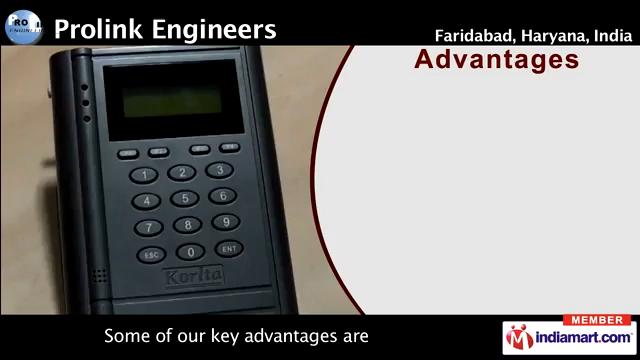 Prolink Engineers
Faridabad, Haryana, India
Advantages
1 2 3
4 5 6
7 8 9
ESC 0 ENT
Korlta
Some of our key advantages are
MEMBER
indiamart.com